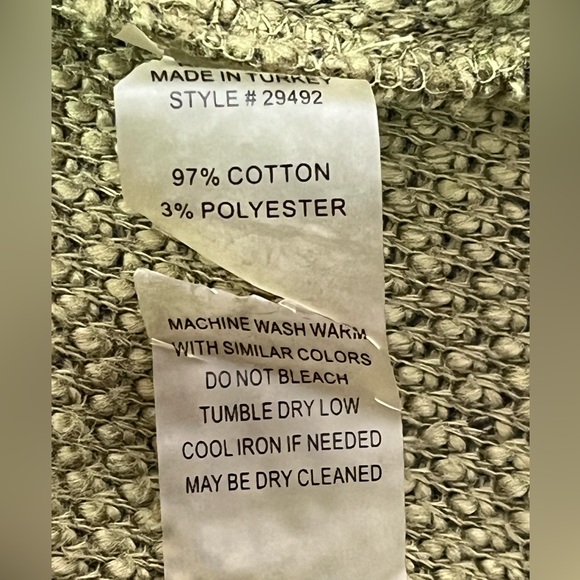 MADE IN TURKEY
STYLE # 29492
97% COTTON
3% POLYESTER
MACHINE WASH WARM
WITH SIMILAR COLORS
DO NOT BLEACH
TUMBLE DRY LOW
COOL IRON IF NEEDED
MAY BE DRY CLEANED